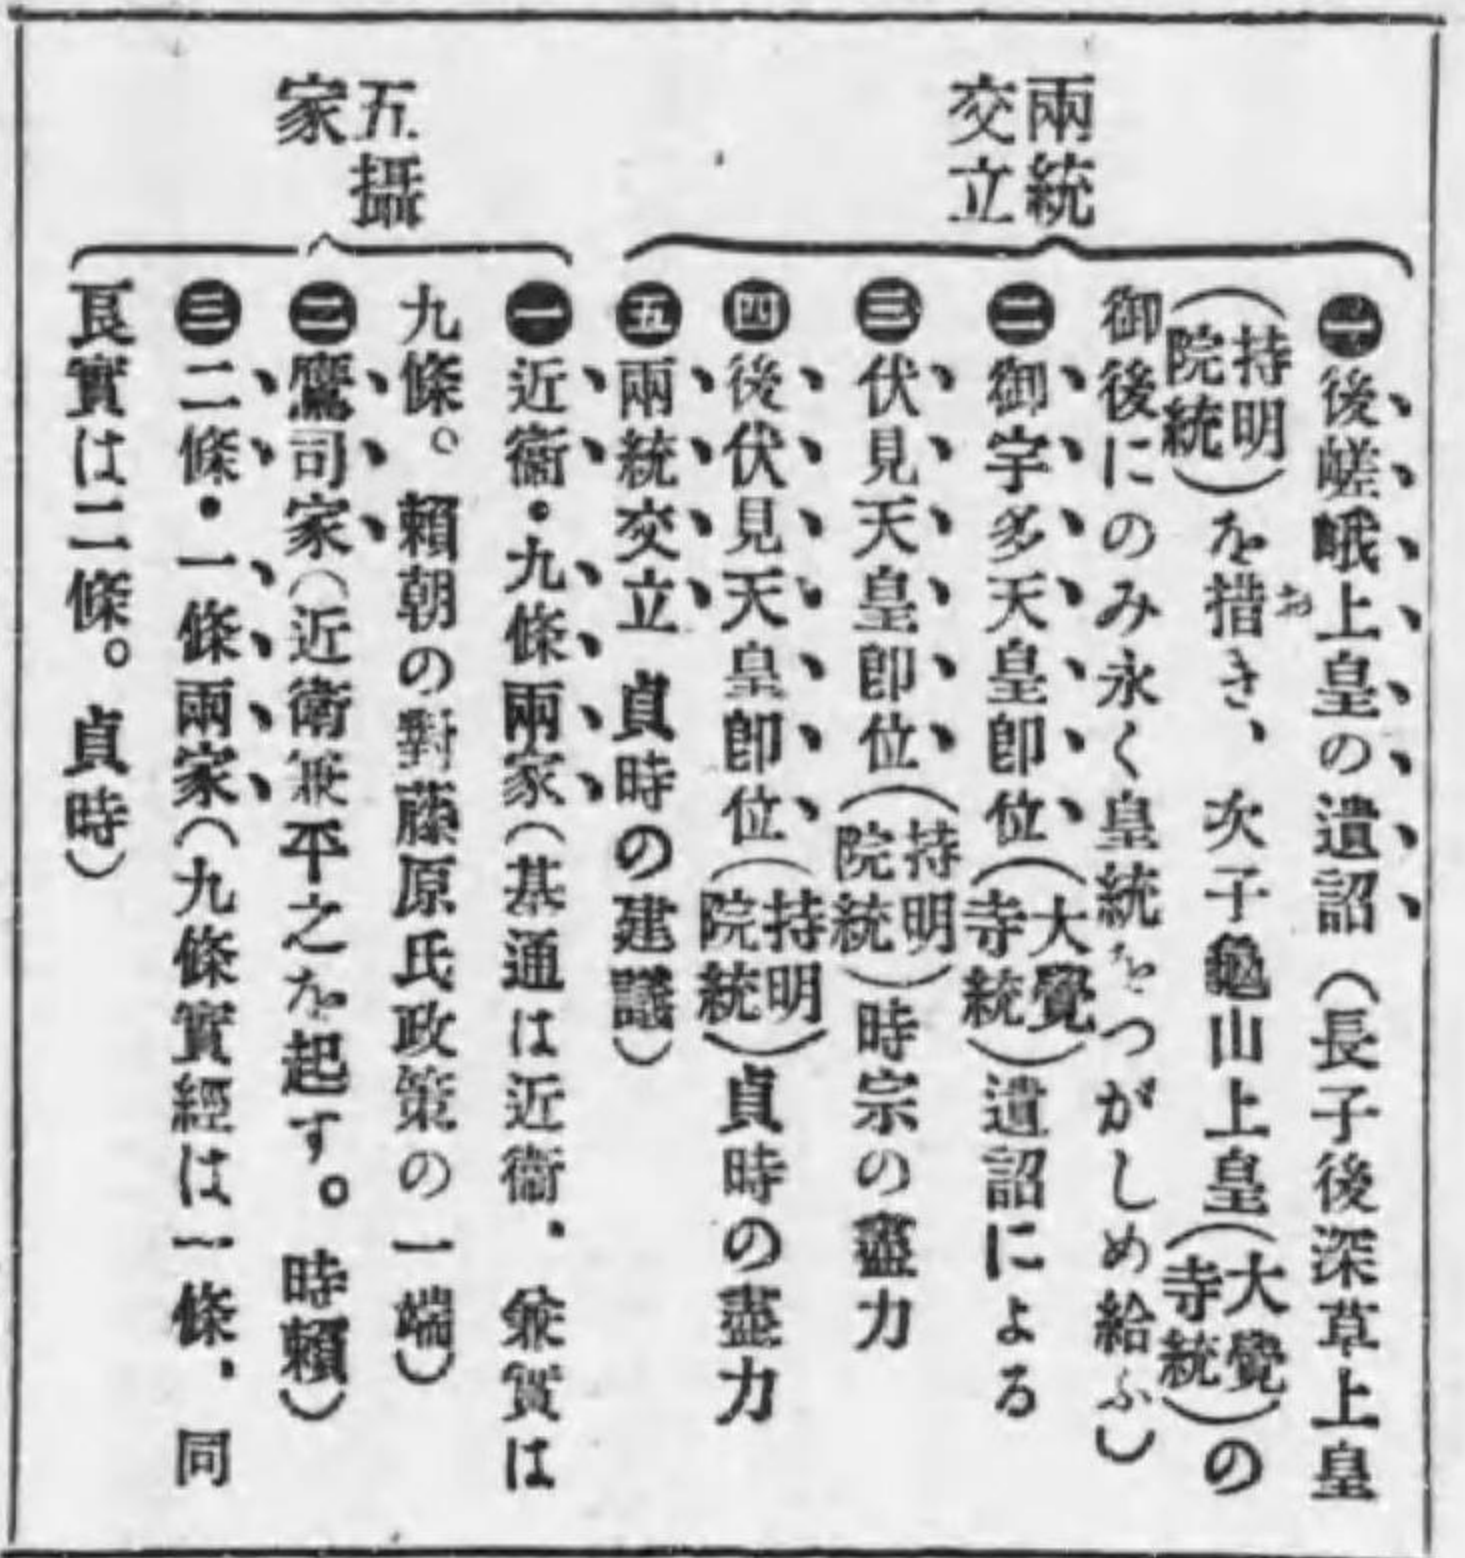 兩統
交立
㊀後嵯峨上皇の遺詔（長子後深草上皇
（持明院統）を措き、次子龜山上皇（大覺寺統）の
お
御後にのみ永く皇統をつがしめ給ふ）
㊁御宇多天皇卽位（大覺寺統）遺詔による
㊂伏見天皇卽位（持明院統）時宗の盡力
㊃後伏見天皇卽位（持明院統）貞時の盡力
㊄兩統交立　貞時の建議）
五攝
家
㊀近衞・九條兩家（基通は近衞、兼實は
九條。賴朝の對藤原氏政策の一端）
㊁鷹司家（近衞兼平之を起す。時賴）
㊂二條・一條兩家（九條實經は一條、同
良實は二條。貞時）